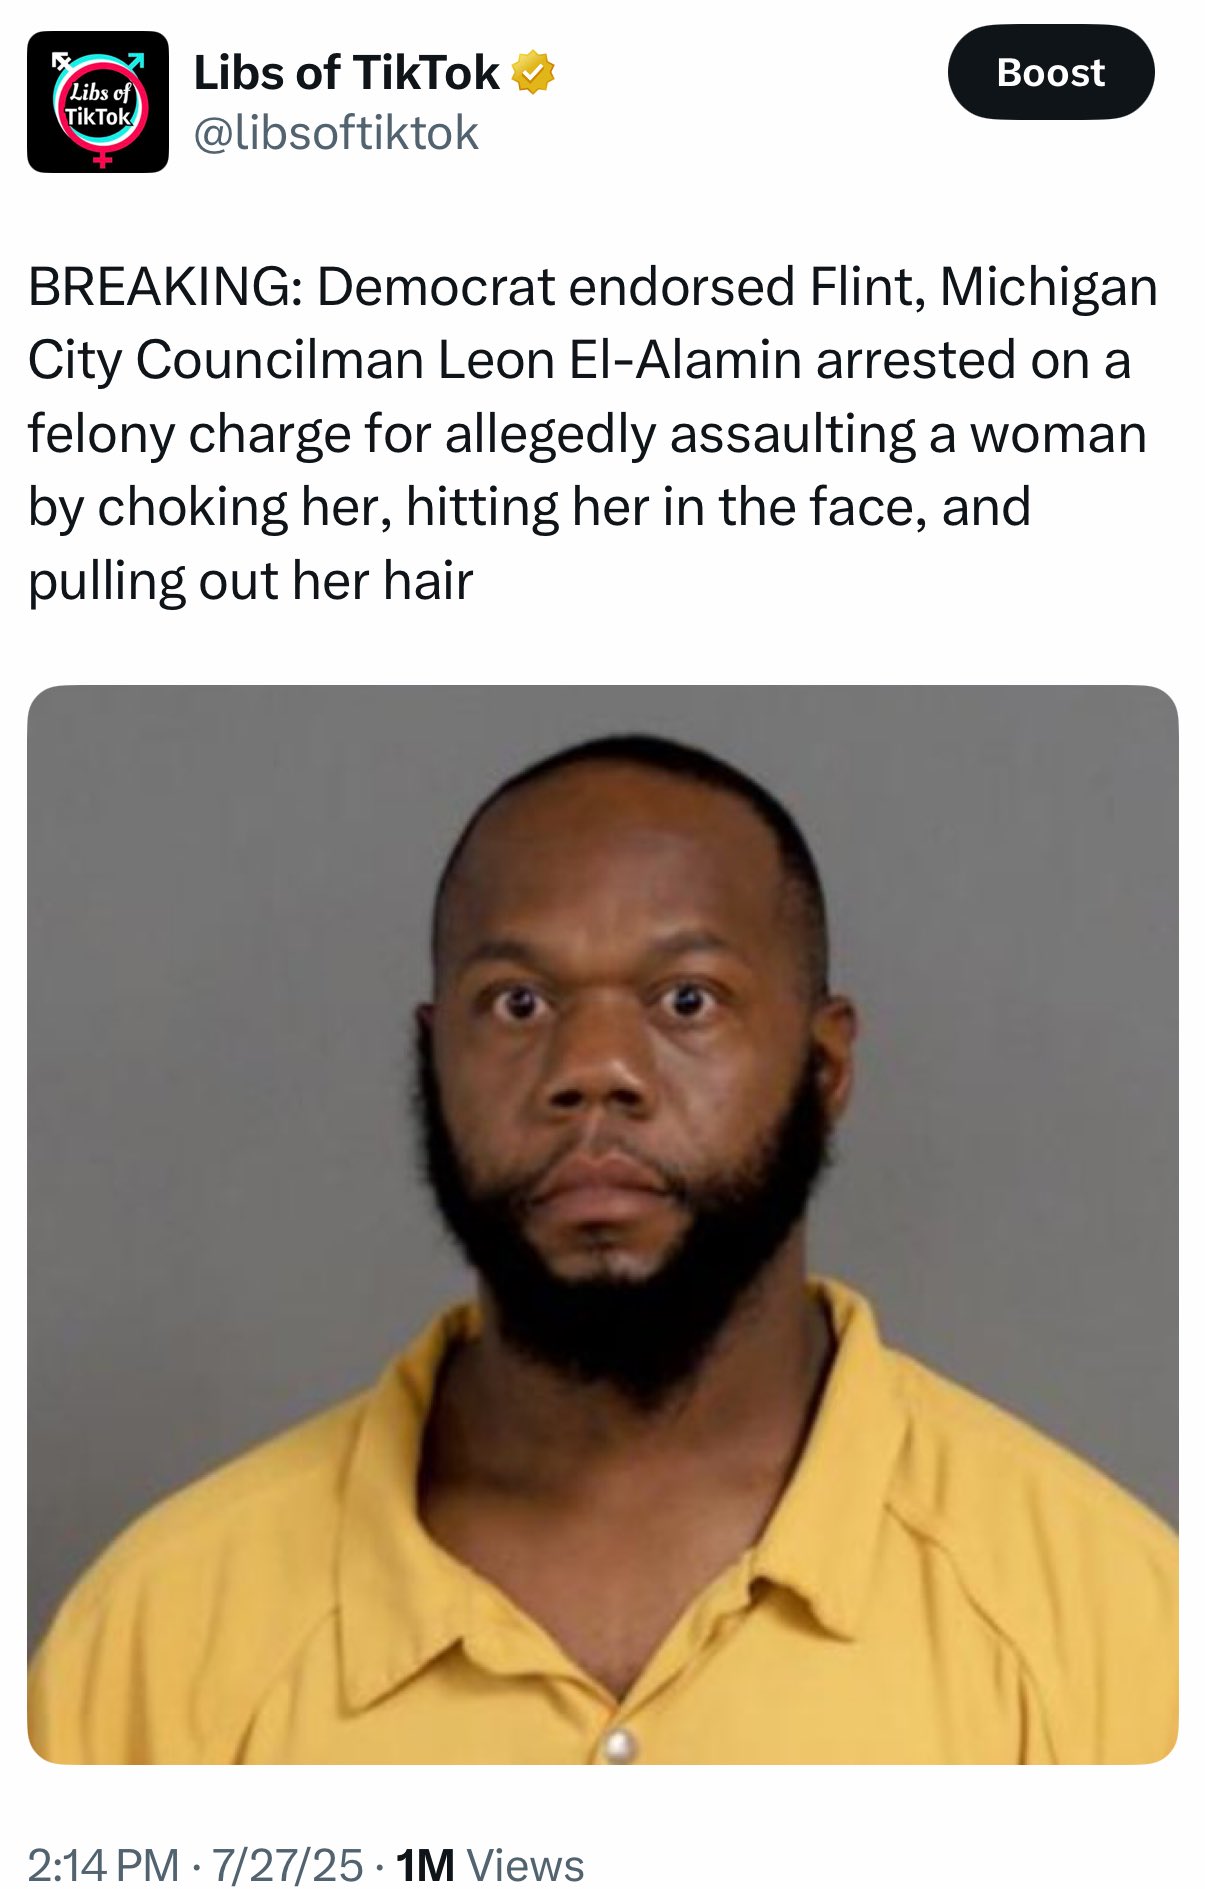 Libs of TikTok
@libsoftiktok
Boost
Libs of
TikTok
BREAKING: Democrat endorsed Flint, Michigan
City Councilman Leon El-Alamin arrested on a
felony charge for allegedly assaulting a woman
by choking her, hitting her in the face, and
pulling out her hair
2:14 PM · 7/27/25 · 1M Views